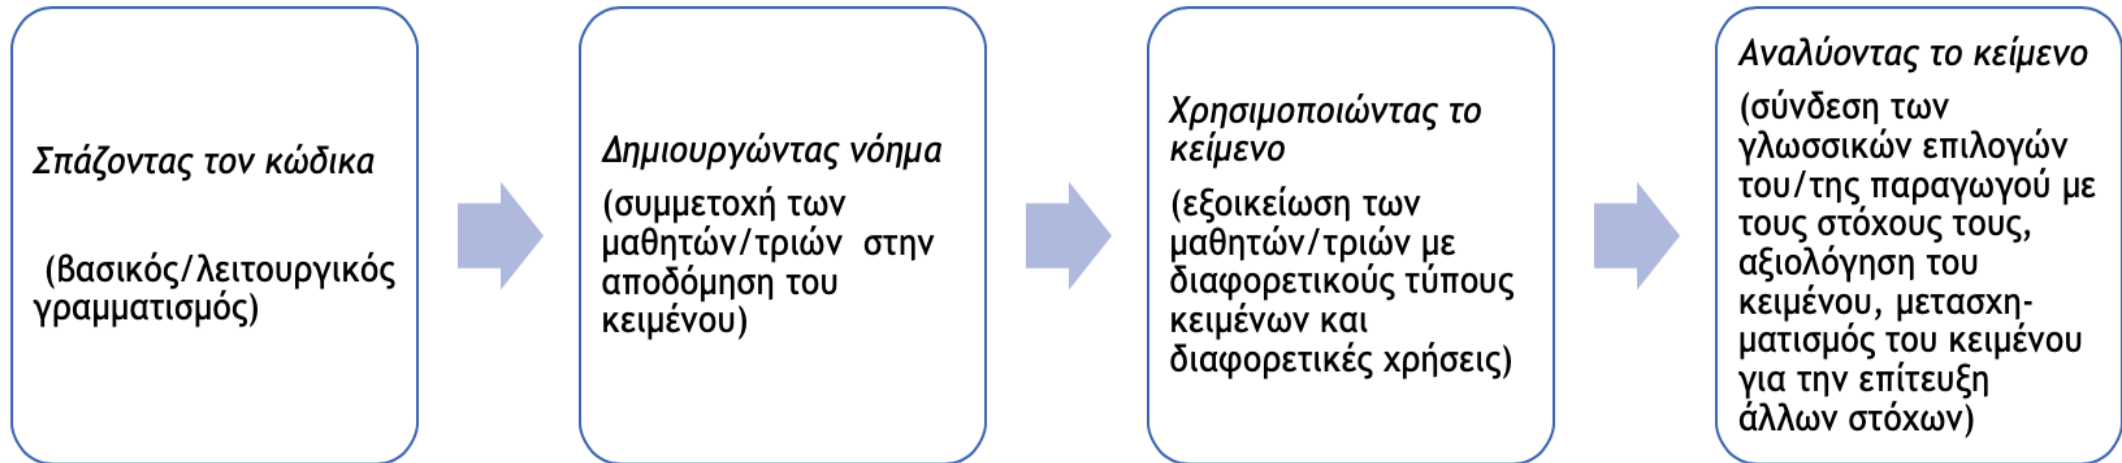 Σπάζοντας τον κώδικα
(βασικός/λειτουργικός
γραμματισμός)
Δημιουργώντας νόημα
(συμμετοχή των
μαθητών/τριών στην
αποδόμηση του
κειμένου)
Χρησιμοποιώντας το
κείμενο
(εξοικείωση των
μαθητών/τριών με
διαφορετικούς τύπους
κειμένων και
διαφορετικές χρήσεις)
Αναλύοντας το κείμενο
(σύνδεση των
γλωσσικών επιλογών
του/της παραγωγού με
τους στόχους τους,
αξιολόγηση του
κειμένου, μετασχη-
ματισμός του κειμένου
για την επίτευξη
άλλων στόχων)